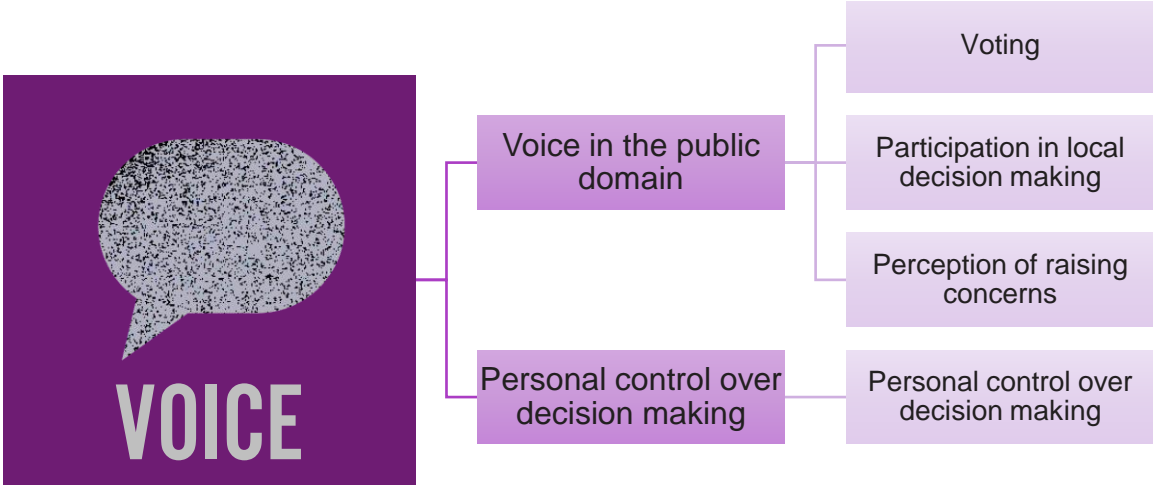 VOICE
Voice in the public
domain
Voting
Participation in local
decision making
Perception of raising
concerns
Personal control over
decision making
Personal control over
decision making